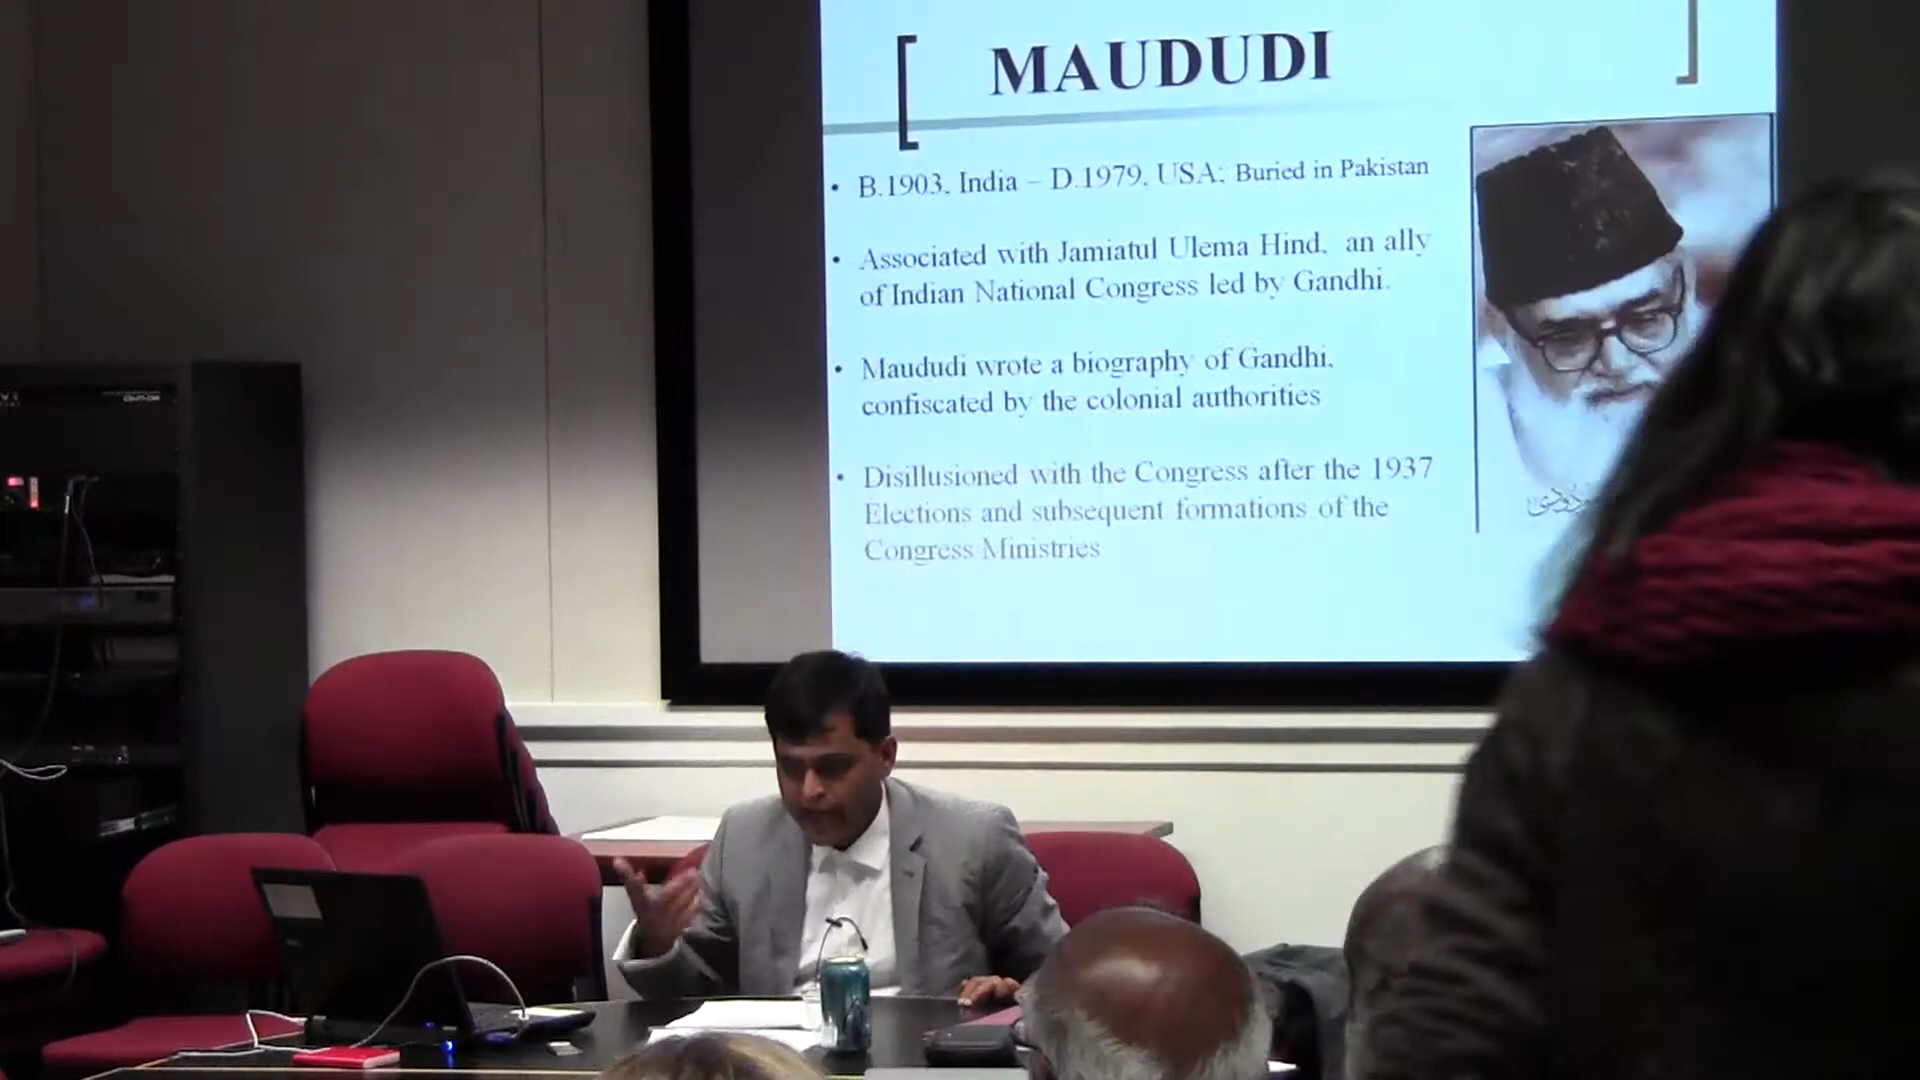 MAUDUDI
• B.1903, India – D.1979, USA; Buried in Pakistan
• Associated with Jamiatul Ulema Hind, an ally
of Indian National Congress led by Gandhi.
• Maududi wrote a biography of Gandhi,
confiscated by the colonial authorities
• Disillusioned with the Congress after the 1937
Elections and subsequent formations of the
Congress Ministries